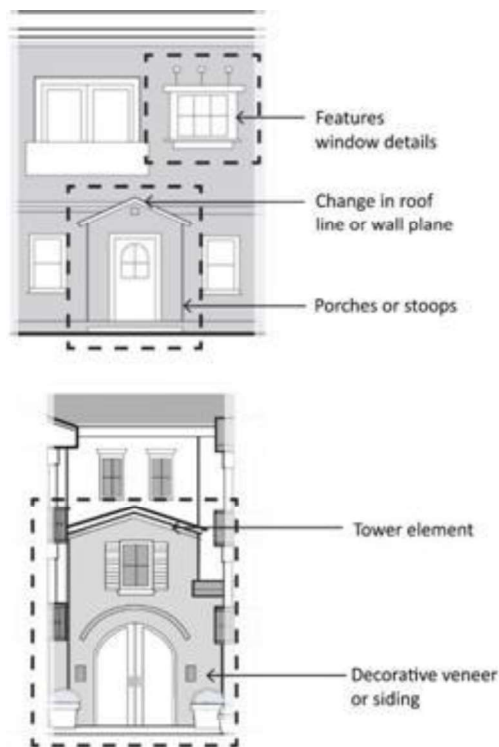 Features
window details
Change in roof
line or wall plane
Porches or stoops
Tower element
Decorative veneer
or siding